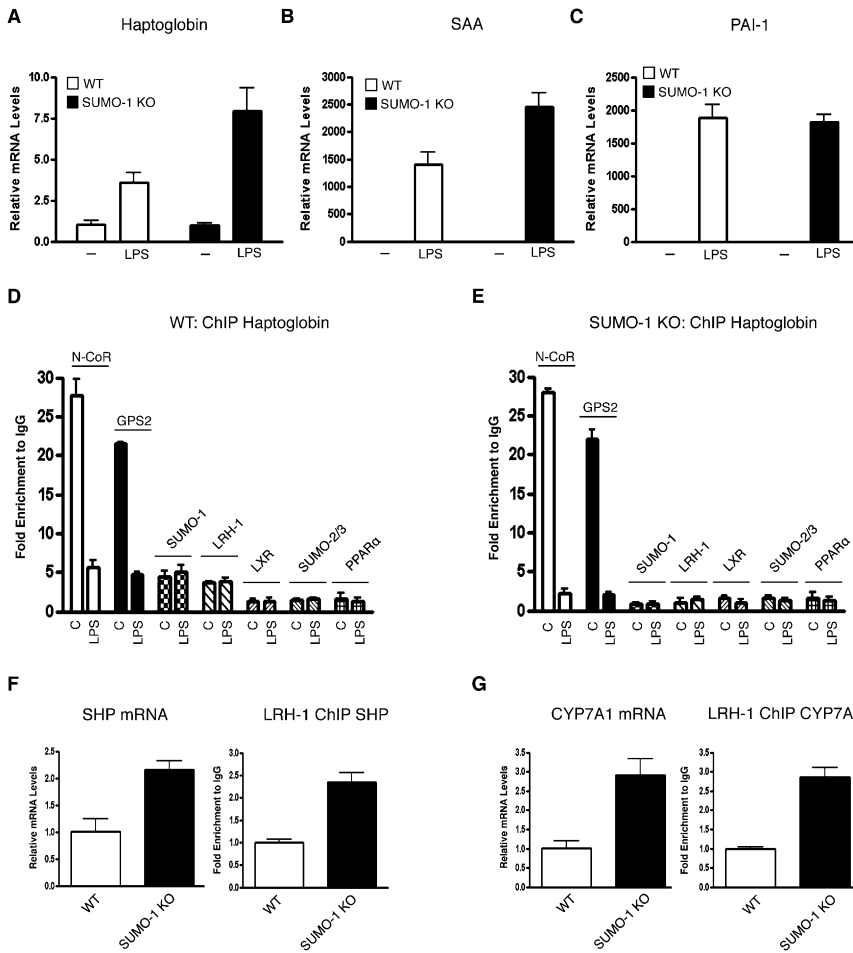 A
Haptoglobin
Relative mRNA Levels
10.0
7.5
5.0
2.5
0.0
WT
SUMO-1 KO
– LPS – LPS
B
SAA
Relative mRNA Levels
3000
2500
2000
1500
1000
500
0
WT
SUMO-1 KO
– LPS – LPS
C
PAI-1
Relative mRNA Levels
2500
2000
1500
1000
500
0
WT
SUMO-1 KO
– LPS – LPS
D
WT: ChIP Haptoglobin
Fold Enrichment to IgG
30
25
20
15
10
5
0
N-CoR
GPS2
SUMO-1
LRH-1
LXR
SUMO-2/3
PPARα
C LPS C LPS C LPS C LPS C LPS C LPS C LPS
E
SUMO-1 KO: ChIP Haptoglobin
Fold Enrichment to IgG
30
25
20
15
10
5
0
N-CoR
GPS2
SUMO-1
LRH-1
LXR
SUMO-2/3
PPARα
C LPS C LPS C LPS C LPS C LPS C LPS C LPS
F
SHP mRNA
Relative mRNA Levels
2.5
2.0
1.5
1.0
0.5
0.0
WT
SUMO-1 KO
LRH-1 ChIP SHP
Fold Enrichment to IgG
3.0
2.5
2.0
1.5
1.0
0.5
0.0
WT
SUMO-1 KO
G
CYP7A1 mRNA
Relative mRNA Levels
3.5
3.0
2.5
2.0
1.5
1.0
0.5
0.0
WT
SUMO-1 KO
LRH-1 ChIP CYP7A
Fold Enrichment to IgG
3.5
3.0
2.5
2.0
1.5
1.0
0.5
0.0
WT
SUMO-1 KO